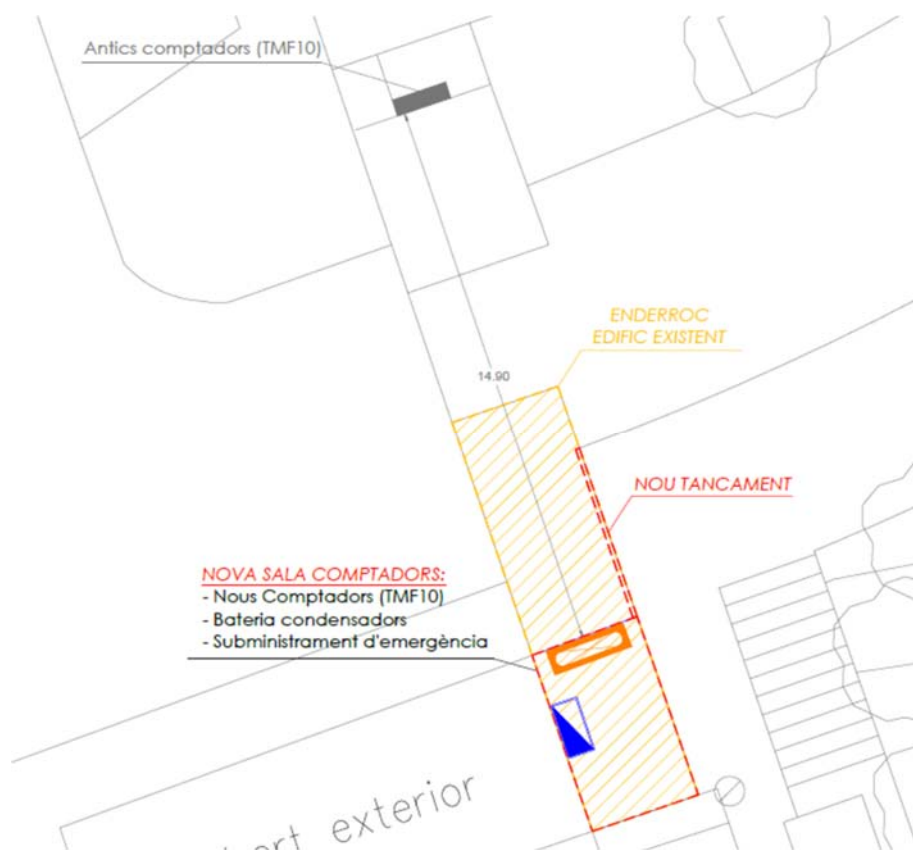 Antics comptadors (TMF10)
ENDERROC
EDIFIC EXISTENT
14.90
NOU TANCAMENT
NOVA SALA COMPTADORS:
- Nous Comptadors (TMF10)
- Bateria condensadors
- Subministrament d'emergència
exterior